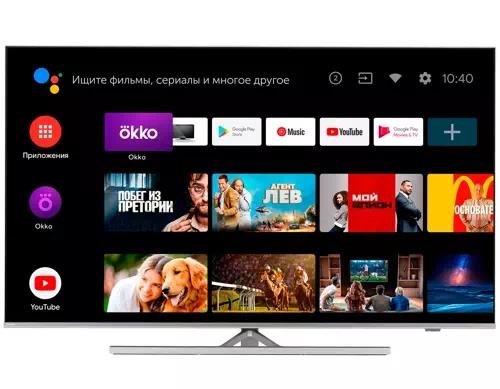 Ищите фильмы, сериалы и многое другое
2
10:40
Приложения
ökko
Google Play
Store
Music
YouTube
Google Play
Movies & TV
Okko
Okko
ПОБЕГ ИЗ
ПРЕТОРИИ
АГЕНТ
ЛЕВ
МОЙ
ШПИОН
ОСНОВАТЕ
YouTube